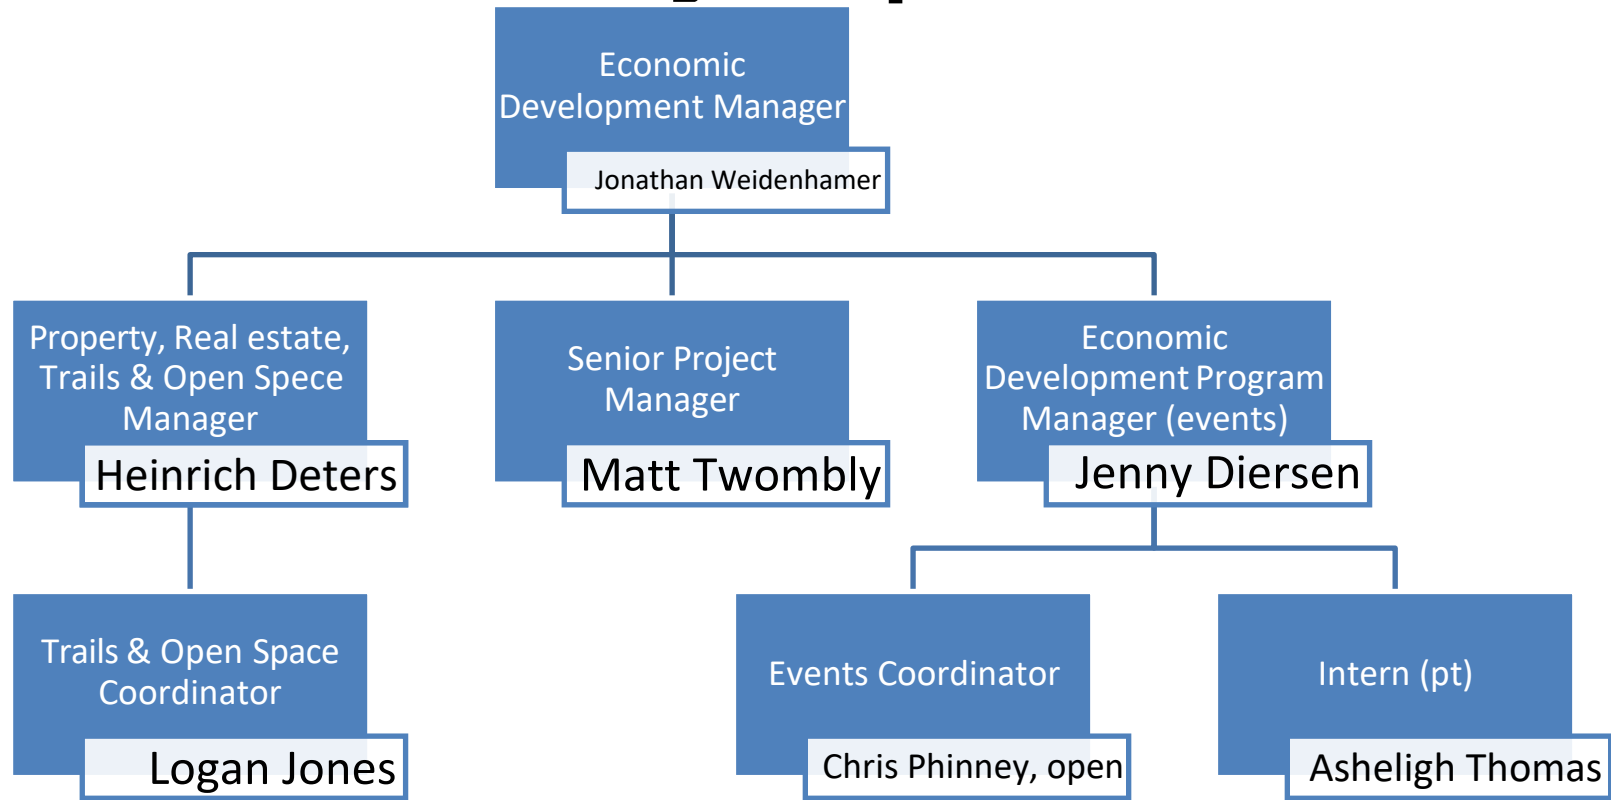 Economic
Development Manager
Jonathan Weidenhamer
Property, Real estate,
Trails & Open Spece
Manager
Heinrich Deters
Senior Project
Manager
Matt Twombly
Economic
Development Program
Manager (events)
Jenny Diersen
Trails & Open Space
Coordinator
Logan Jones
Events Coordinator
Chris Phinney, open
Intern (pt)
Asheligh Thomas